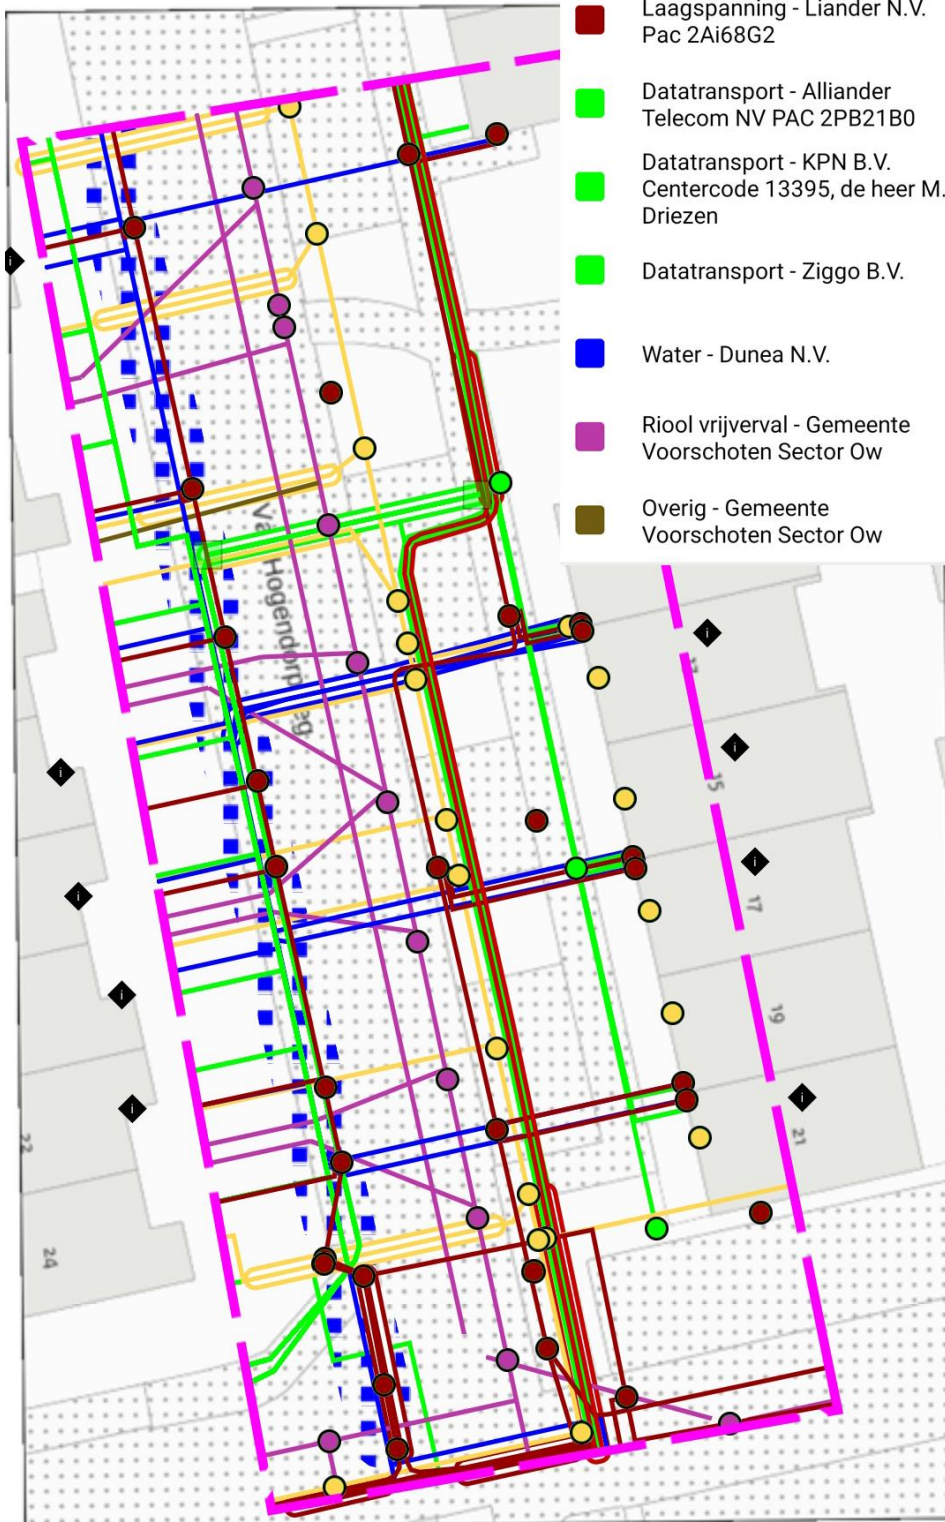 Laagspanning - Liander N.V.
Pac 2Ai68G2
Datatransport - Alliander
Telecom NV PAC 2PB21B0
Datatransport - KPN B.V.
Centercode 13395, de heer M.
Driezen
Datatransport - Ziggo B.V.
Water - Dunea N.V.
Riool vrijverval - Gemeente
Voorschoten Sector Ow
Overig - Gemeente
Voorschoten Sector Ow
15
17
19
21
22
24